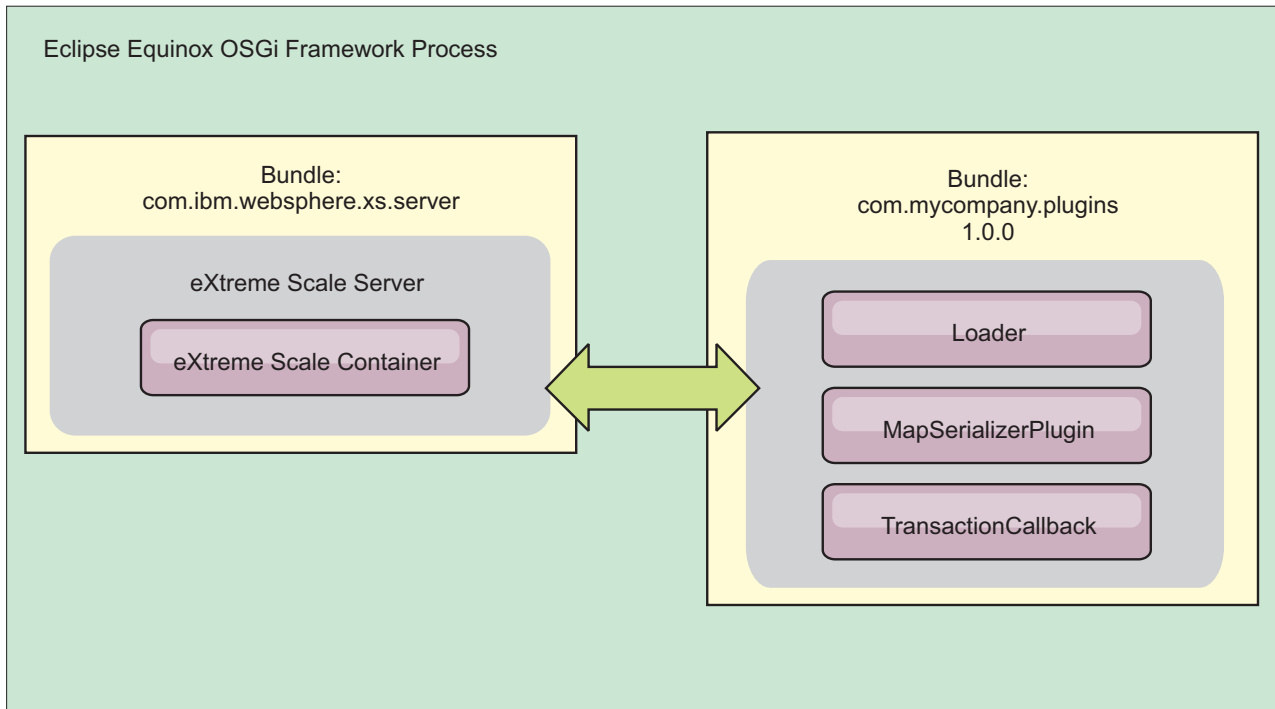 Eclipse Equinox OSGi Framework Process
Bundle:
com.ibm.websphere.xs.server
eXtreme Scale Server
eXtreme Scale Container
Bundle:
com.mycompany.plugins
1.0.0
Loader
MapSerializerPlugin
TransactionCallback